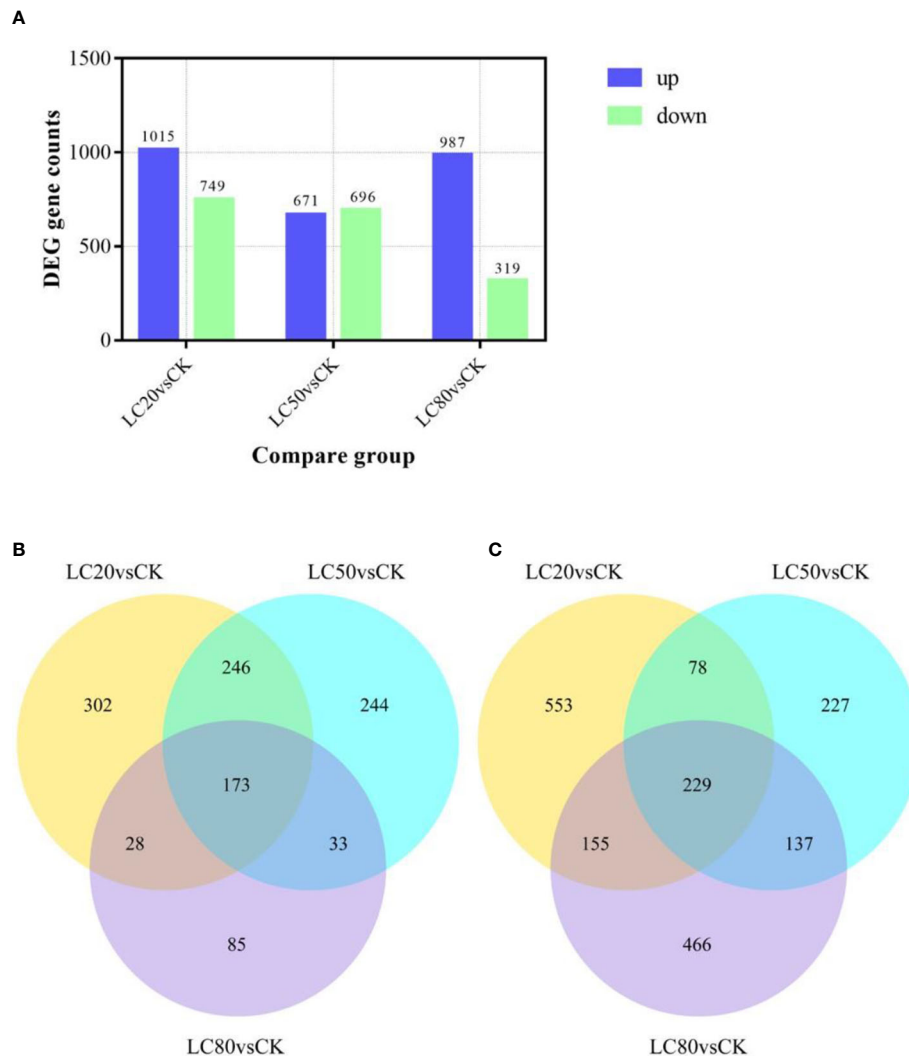 A
1500
1000
500
0
DEG gene counts
1015
749
671
696
987
319
up
down
LC20vsCK
LC50vsCK
LC80vsCK
Compare group
B
LC20vsCK
LC50vsCK
302
246
244
173
28
33
85
LC80vsCK
C
LC20vsCK
LC50vsCK
553
78
227
229
155
137
466
LC80vsCK